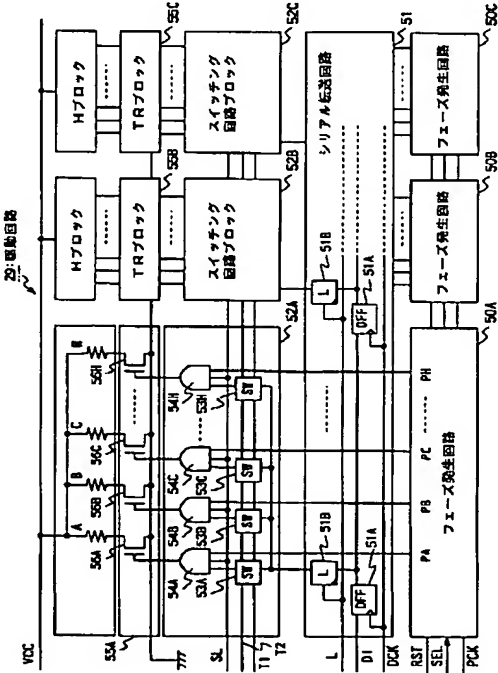 29:駆動回路
VCC
A
B
C
Hブロック
Hブロック
56A
56B
56C
56H
TRブロック
TRブロック
55A
55B
55C
54A
54B
54C
54H
53A
53B
53C
53H
SW
SW
SW
SW
スイッチング
回路ブロック
スイッチング
回路ブロック
52A
52B
52C
SL
T1
T2
L
51B
L
51B
シリアル転送回路
51
L
DI
DCK
DFF
51A
DFF
51A
PA
PB
PC
PH
RST
SEL
PCK
フェーズ発生回路
50A
フェーズ発生回路
50B
フェーズ発生回路
50C